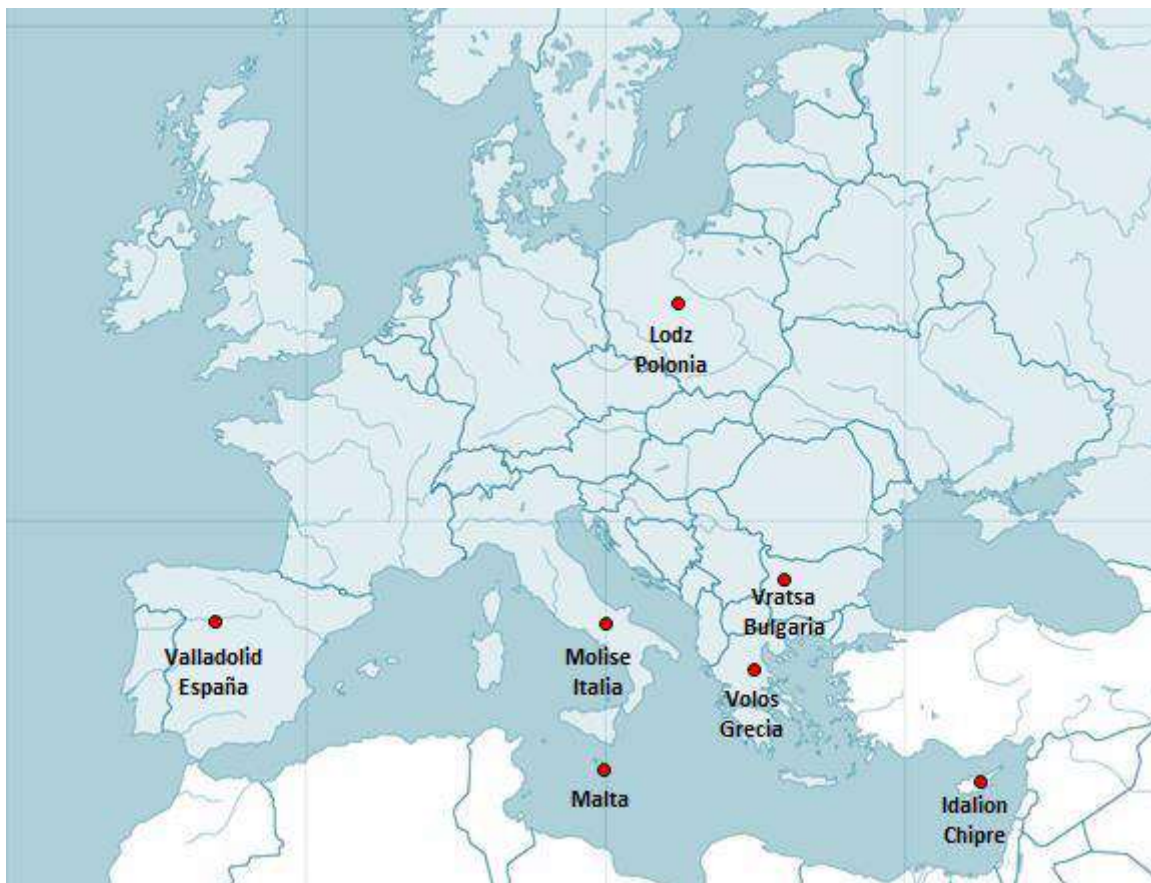 Lodz
Polonia
Vratsa
Bulgaria
Valladolid
España
Molise
Italia
Volos
Grecia
Malta
Idalion
Chipre